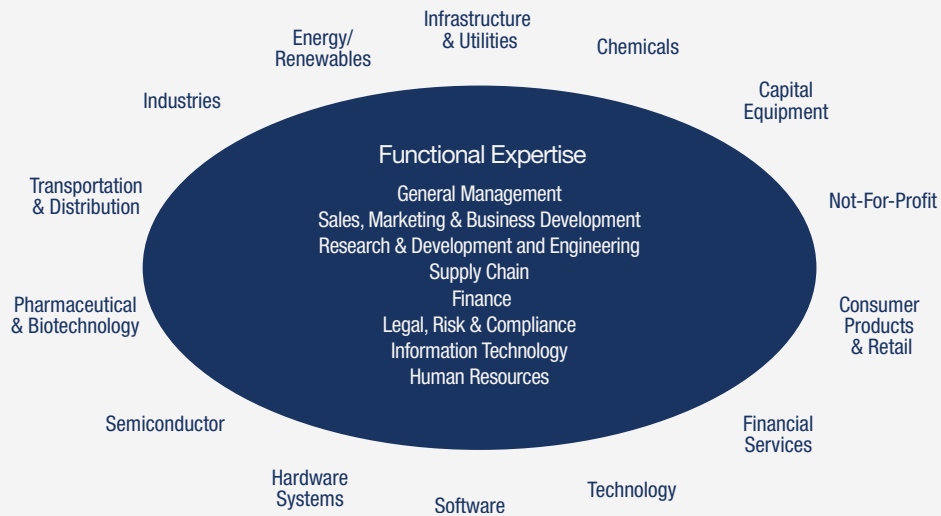 Infrastructure
& Utilities
Energy/
Renewables
Chemicals
Industries
Capital
Equipment
Transportation
& Distribution
Not-For-Profit
Pharmaceutical
& Biotechnology
Consumer
Products
& Retail
Semiconductor
Financial
Services
Hardware
Systems
Software
Technology
Functional Expertise
General Management
Sales, Marketing & Business Development
Research & Development and Engineering
Supply Chain
Finance
Legal, Risk & Compliance
Information Technology
Human Resources